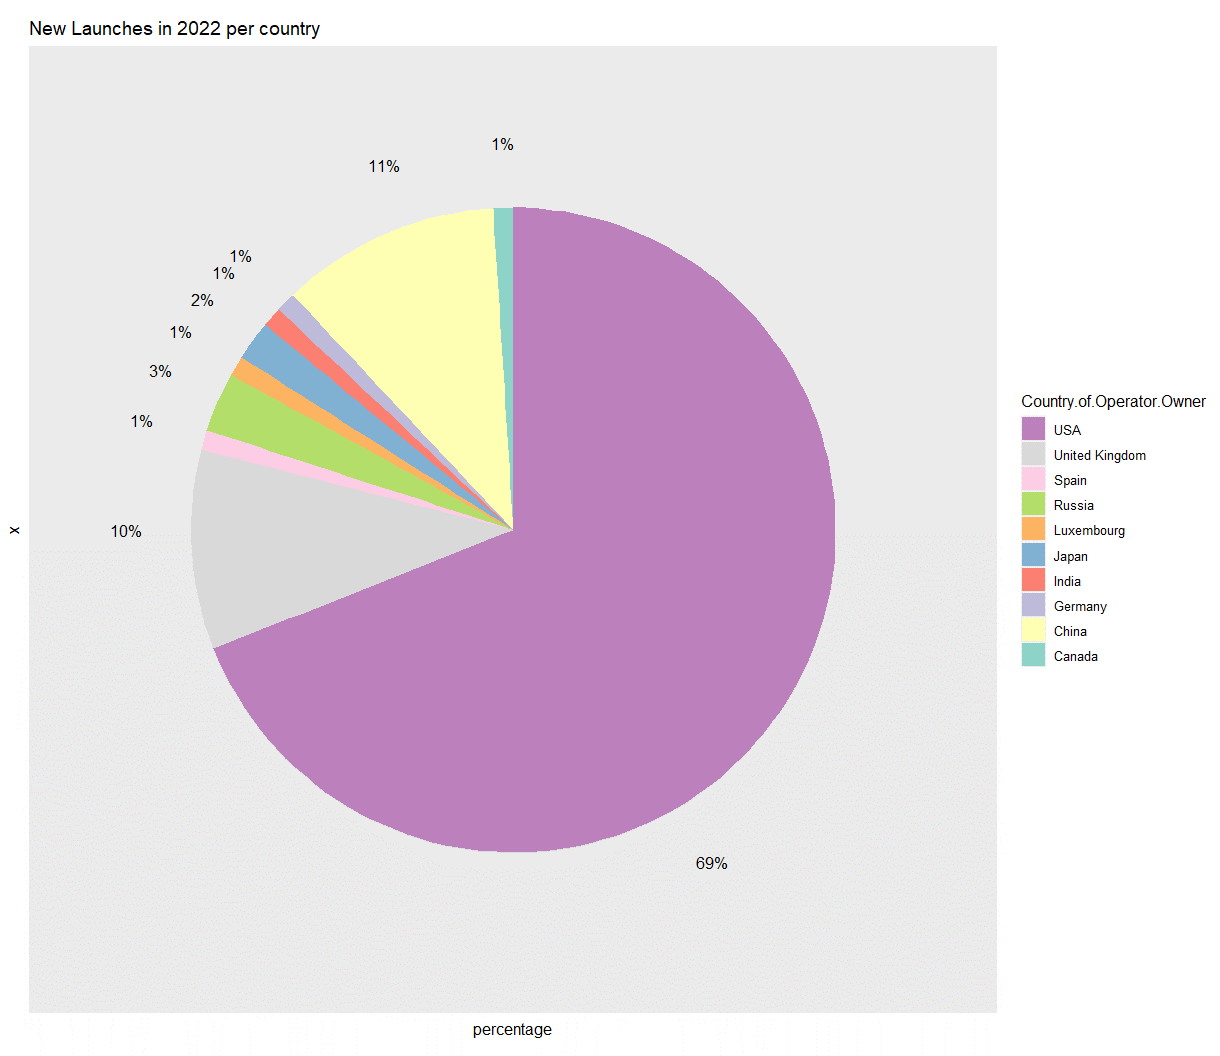 New Launches in 2022 per country
1%
11%
1%
1%
2%
1%
3%
1%
10%
69%
x
percentage
Country.of.Operator.Owner
USA
United Kingdom
Spain
Russia
Luxembourg
Japan
India
Germany
China
Canada